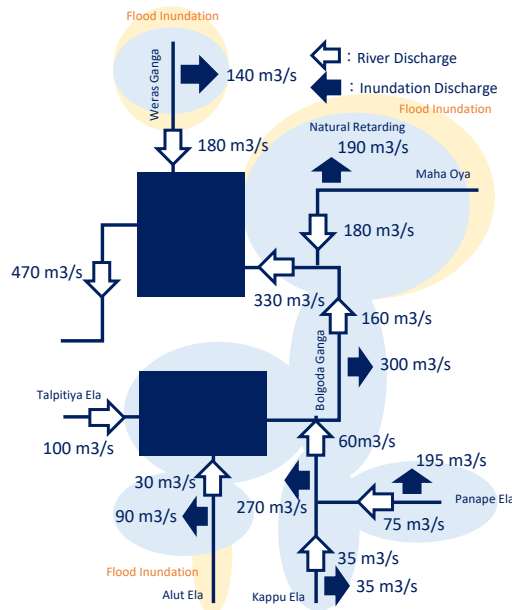 Flood Inundation
Weras Ganga
140 m3/s
: River Discharge
: Inundation Discharge
Flood Inundation
Natural Retarding
190 m3/s
Maha Oya
180 m3/s
180 m3/s
470 m3/s
330 m3/s
160 m3/s
Bolgoda Ganga
300 m3/s
Talpitiya Ela
100 m3/s
60m3/s
30 m3/s
195 m3/s
270 m3/s
Panape Ela
90 m3/s
75 m3/s
35 m3/s
Flood Inundation
35 m3/s
Alut Ela
Kappu Ela